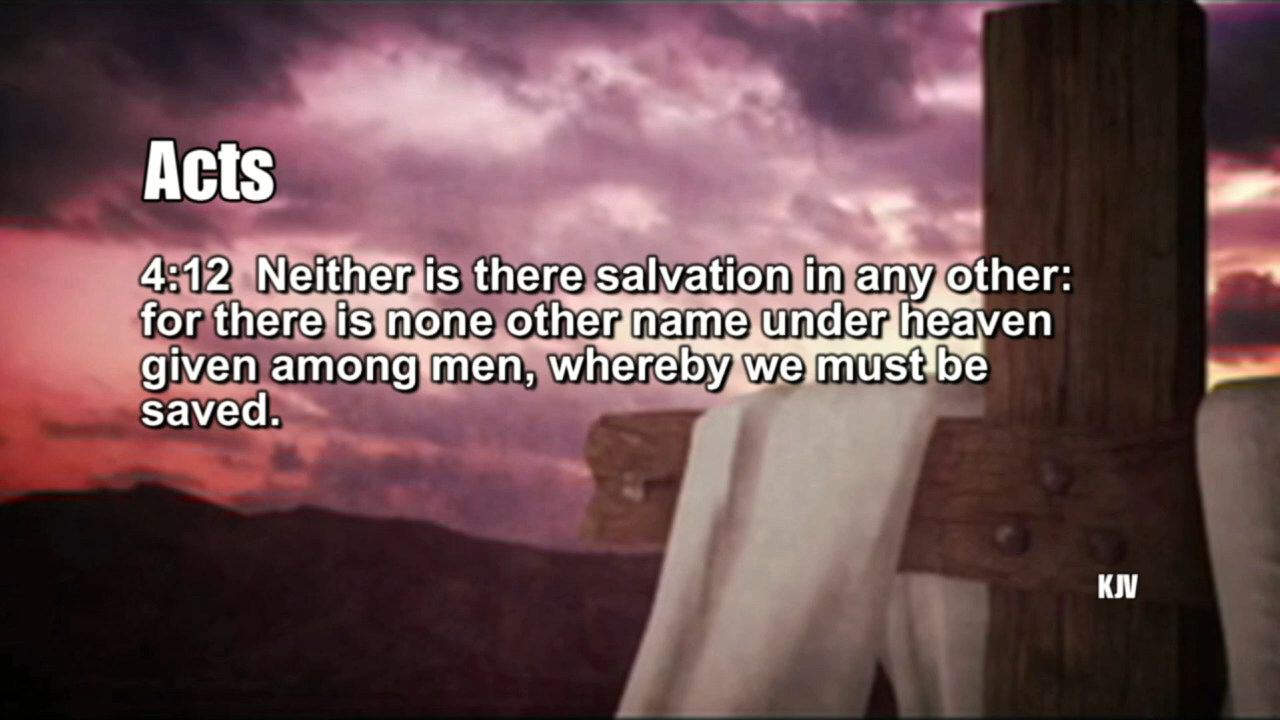 Acts
4:12 Neither is there salvation in any other:
for there is none other name under heaven
given among men, whereby we must be
saved.
KJV